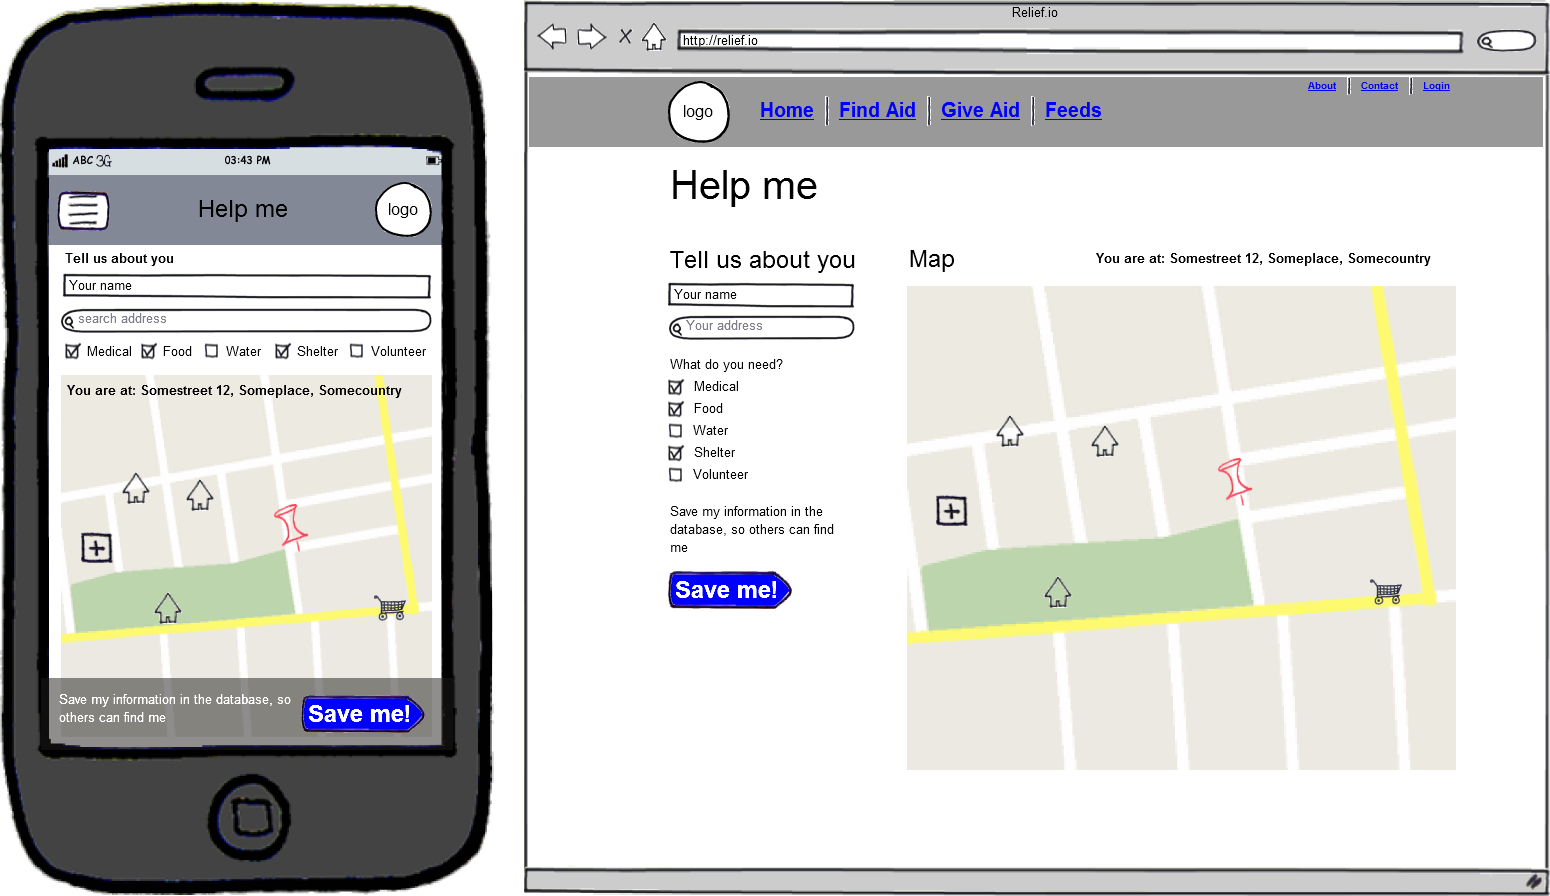 ABC 3G
03:43 PM
Help me
logo
Tell us about you
Your name
search address
Medical Food Water Shelter Volunteer
You are at: Somestreet 12, Someplace, Somecountry
Save my information in the database, so
others can find me
Save me!
Relief.io
http://relief.io
About Contact Login
logo
Home Find Aid Give Aid Feeds
Help me
Tell us about you
Your name
Your address
What do you need?
Medical
Food
Water
Shelter
Volunteer
Save my information in the
database, so others can find
me
Save me!
Map
You are at: Somestreet 12, Someplace, Somecountry